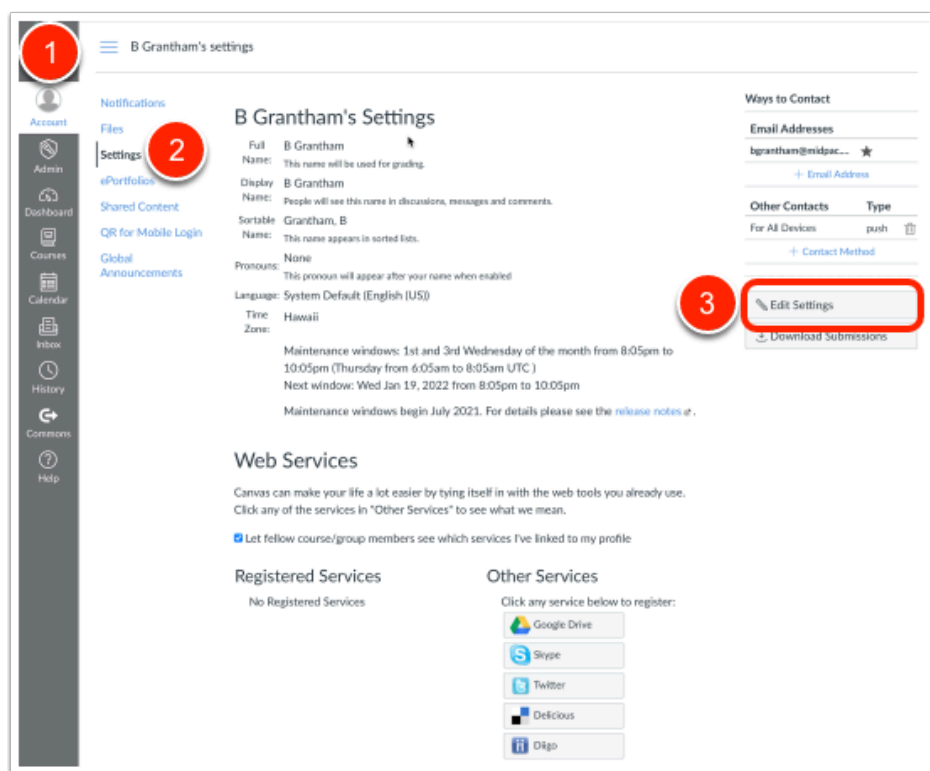 1
B Grantham's settings
Account
Admin
Dashboard
Courses
Calendar
Inbox
History
Commons
Help
Notifications
Files
Settings
2
ePortfolios
Shared Content
QR for Mobile Login
Global
Announcements
B Grantham's Settings
Full Name: B Grantham
This name will be used for grading.
Display Name: B Grantham
People will see this name in discussions, messages and comments.
Sortable Name: Grantham, B
This name appears in sorted lists.
Pronouns: None
This pronoun will appear after your name when enabled
Language: System Default (English (US))
Time Zone: Hawaii
Maintenance windows: 1st and 3rd Wednesday of the month from 8:05pm to
10:05pm (Thursday from 6:05am to 8:05am UTC )
Next window: Wed Jan 19, 2022 from 8:05pm to 10:05pm
Maintenance windows begin July 2021. For details please see the release notes .
Web Services
Canvas can make your life a lot easier by tying itself in with the web tools you already use.
Click any of the services in "Other Services" to see what we mean.
Let fellow course/group members see which services I've linked to my profile
Registered Services
No Registered Services
Other Services
Click any service below to register:
Google Drive
Skype
Twitter
Delicious
Diigo
Ways to Contact
Email Addresses
bgrantham@midpac...
+ Email Address
Other Contacts Type
For All Devices push
+ Contact Method
3
Edit Settings
Download Submissions